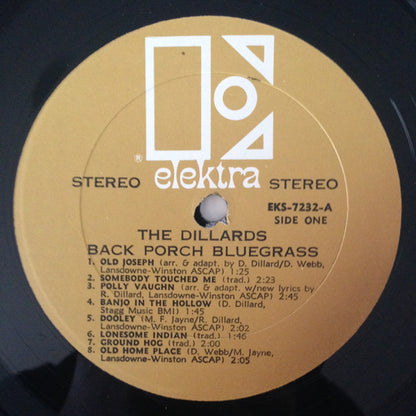 ® elektra
STEREO STEREO
EKS-7232-A
SIDE ONE
THE DILLARDS
BACK PORCH BLUEGRASS
1. OLD JOSEPH (arr. & adapt. by D. Dillard/D. Webb,
Lansdowne-Winston ASCAP) 1:25
2. SOMEBODY TOUCHED ME (trad.) 2:23
3. POLLY VAUGHN (arr. & adapt. w/new lyrics by
R. Dillard, Lansdowne-Winston ASCAP) 2:45
4. BANJO IN THE HOLLOW (D. Dillard,
Stagg Music BMI) 1:45
5. DOOLEY (M. F. Jayne/R. Dillard,
Lansdowne-Winston ASCAP) 2:02
6. LONESOME INDIAN (trad.) 1:46
7. GROUND HOG (trad.) 2:00
8. OLD HOME PLACE (D. Webb/M. Jayne,
Lansdowne-Winston ASCAP) 2:05